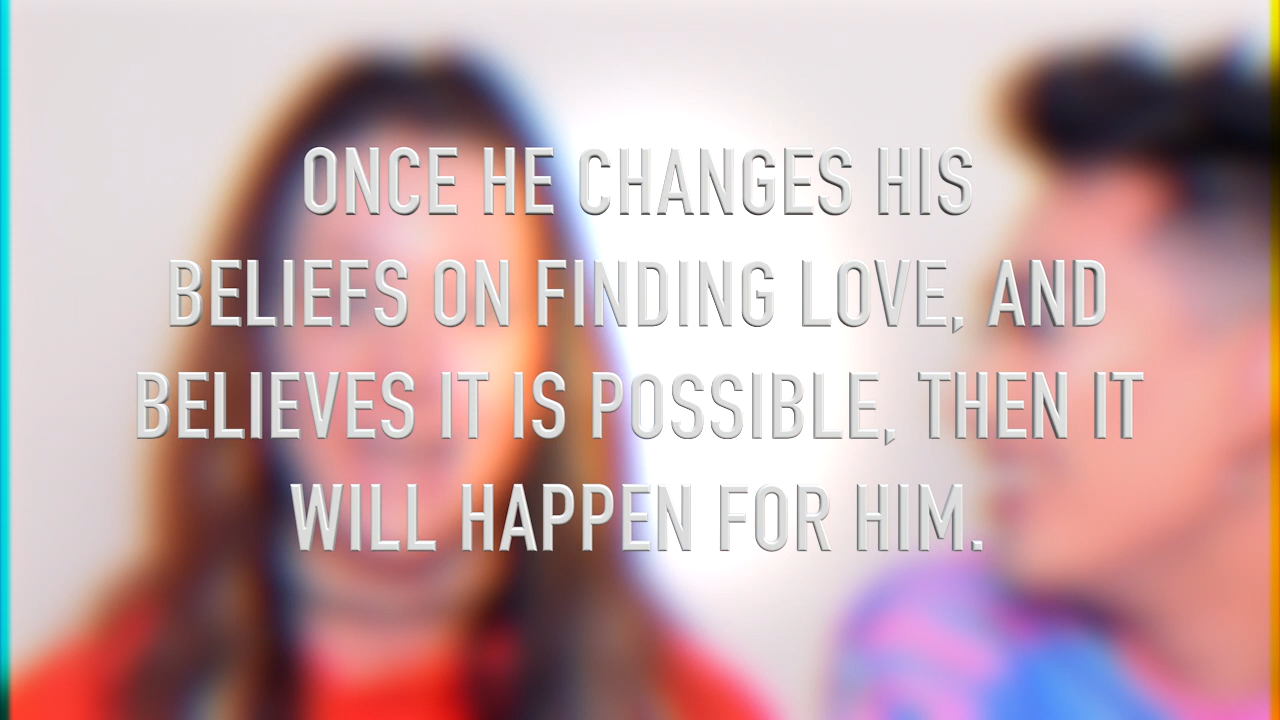 ONCE HE CHANGES HIS
BELIEFS ON FINDING LOVE, AND
BELIEVES IT IS POSSIBLE, THEN IT
WILL HAPPEN FOR HIM.